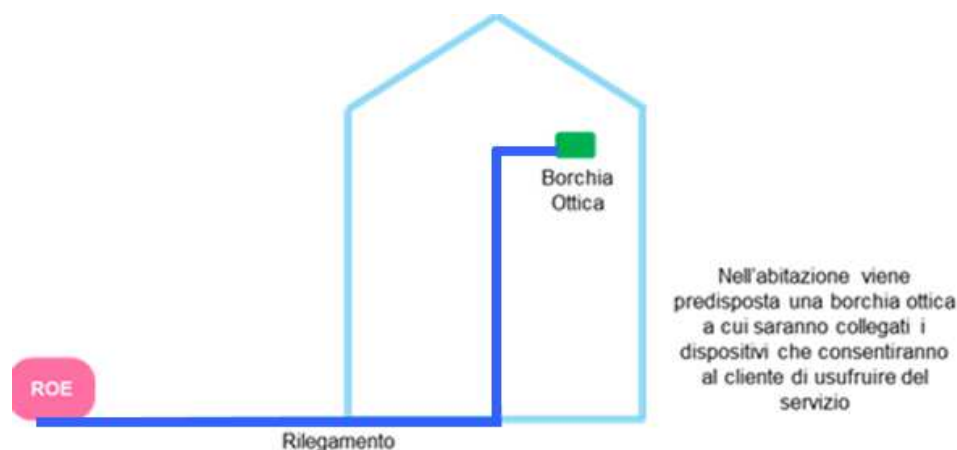 Borchia
Ottica
Nell'abitazione viene
predisposta una borchia ottica
a cui saranno collegati i
dispositivi che consentiranno
al cliente di usufruire del
servizio
ROE
Rilegamento